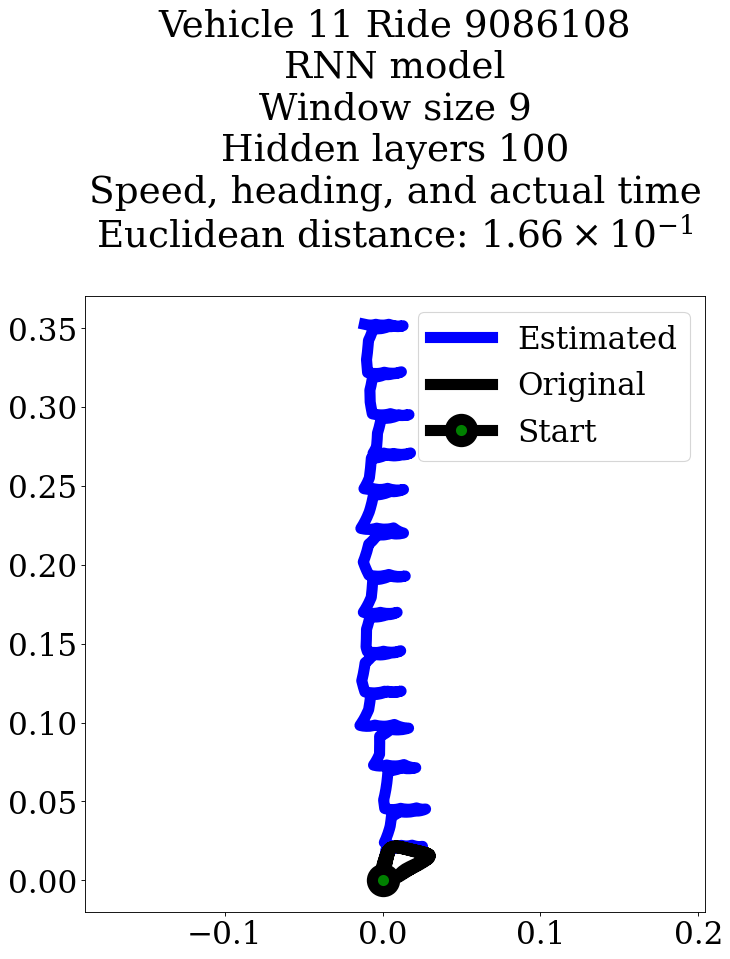 Vehicle 11 Ride 9086108
RNN model
Window size 9
Hidden layers 100
Speed, heading, and actual time
Euclidean distance: 1.66 × 10⁻¹
Estimated
Original
Start
0.35
0.30
0.25
0.20
0.15
0.10
0.05
0.00
−0.1 0.0 0.1 0.2